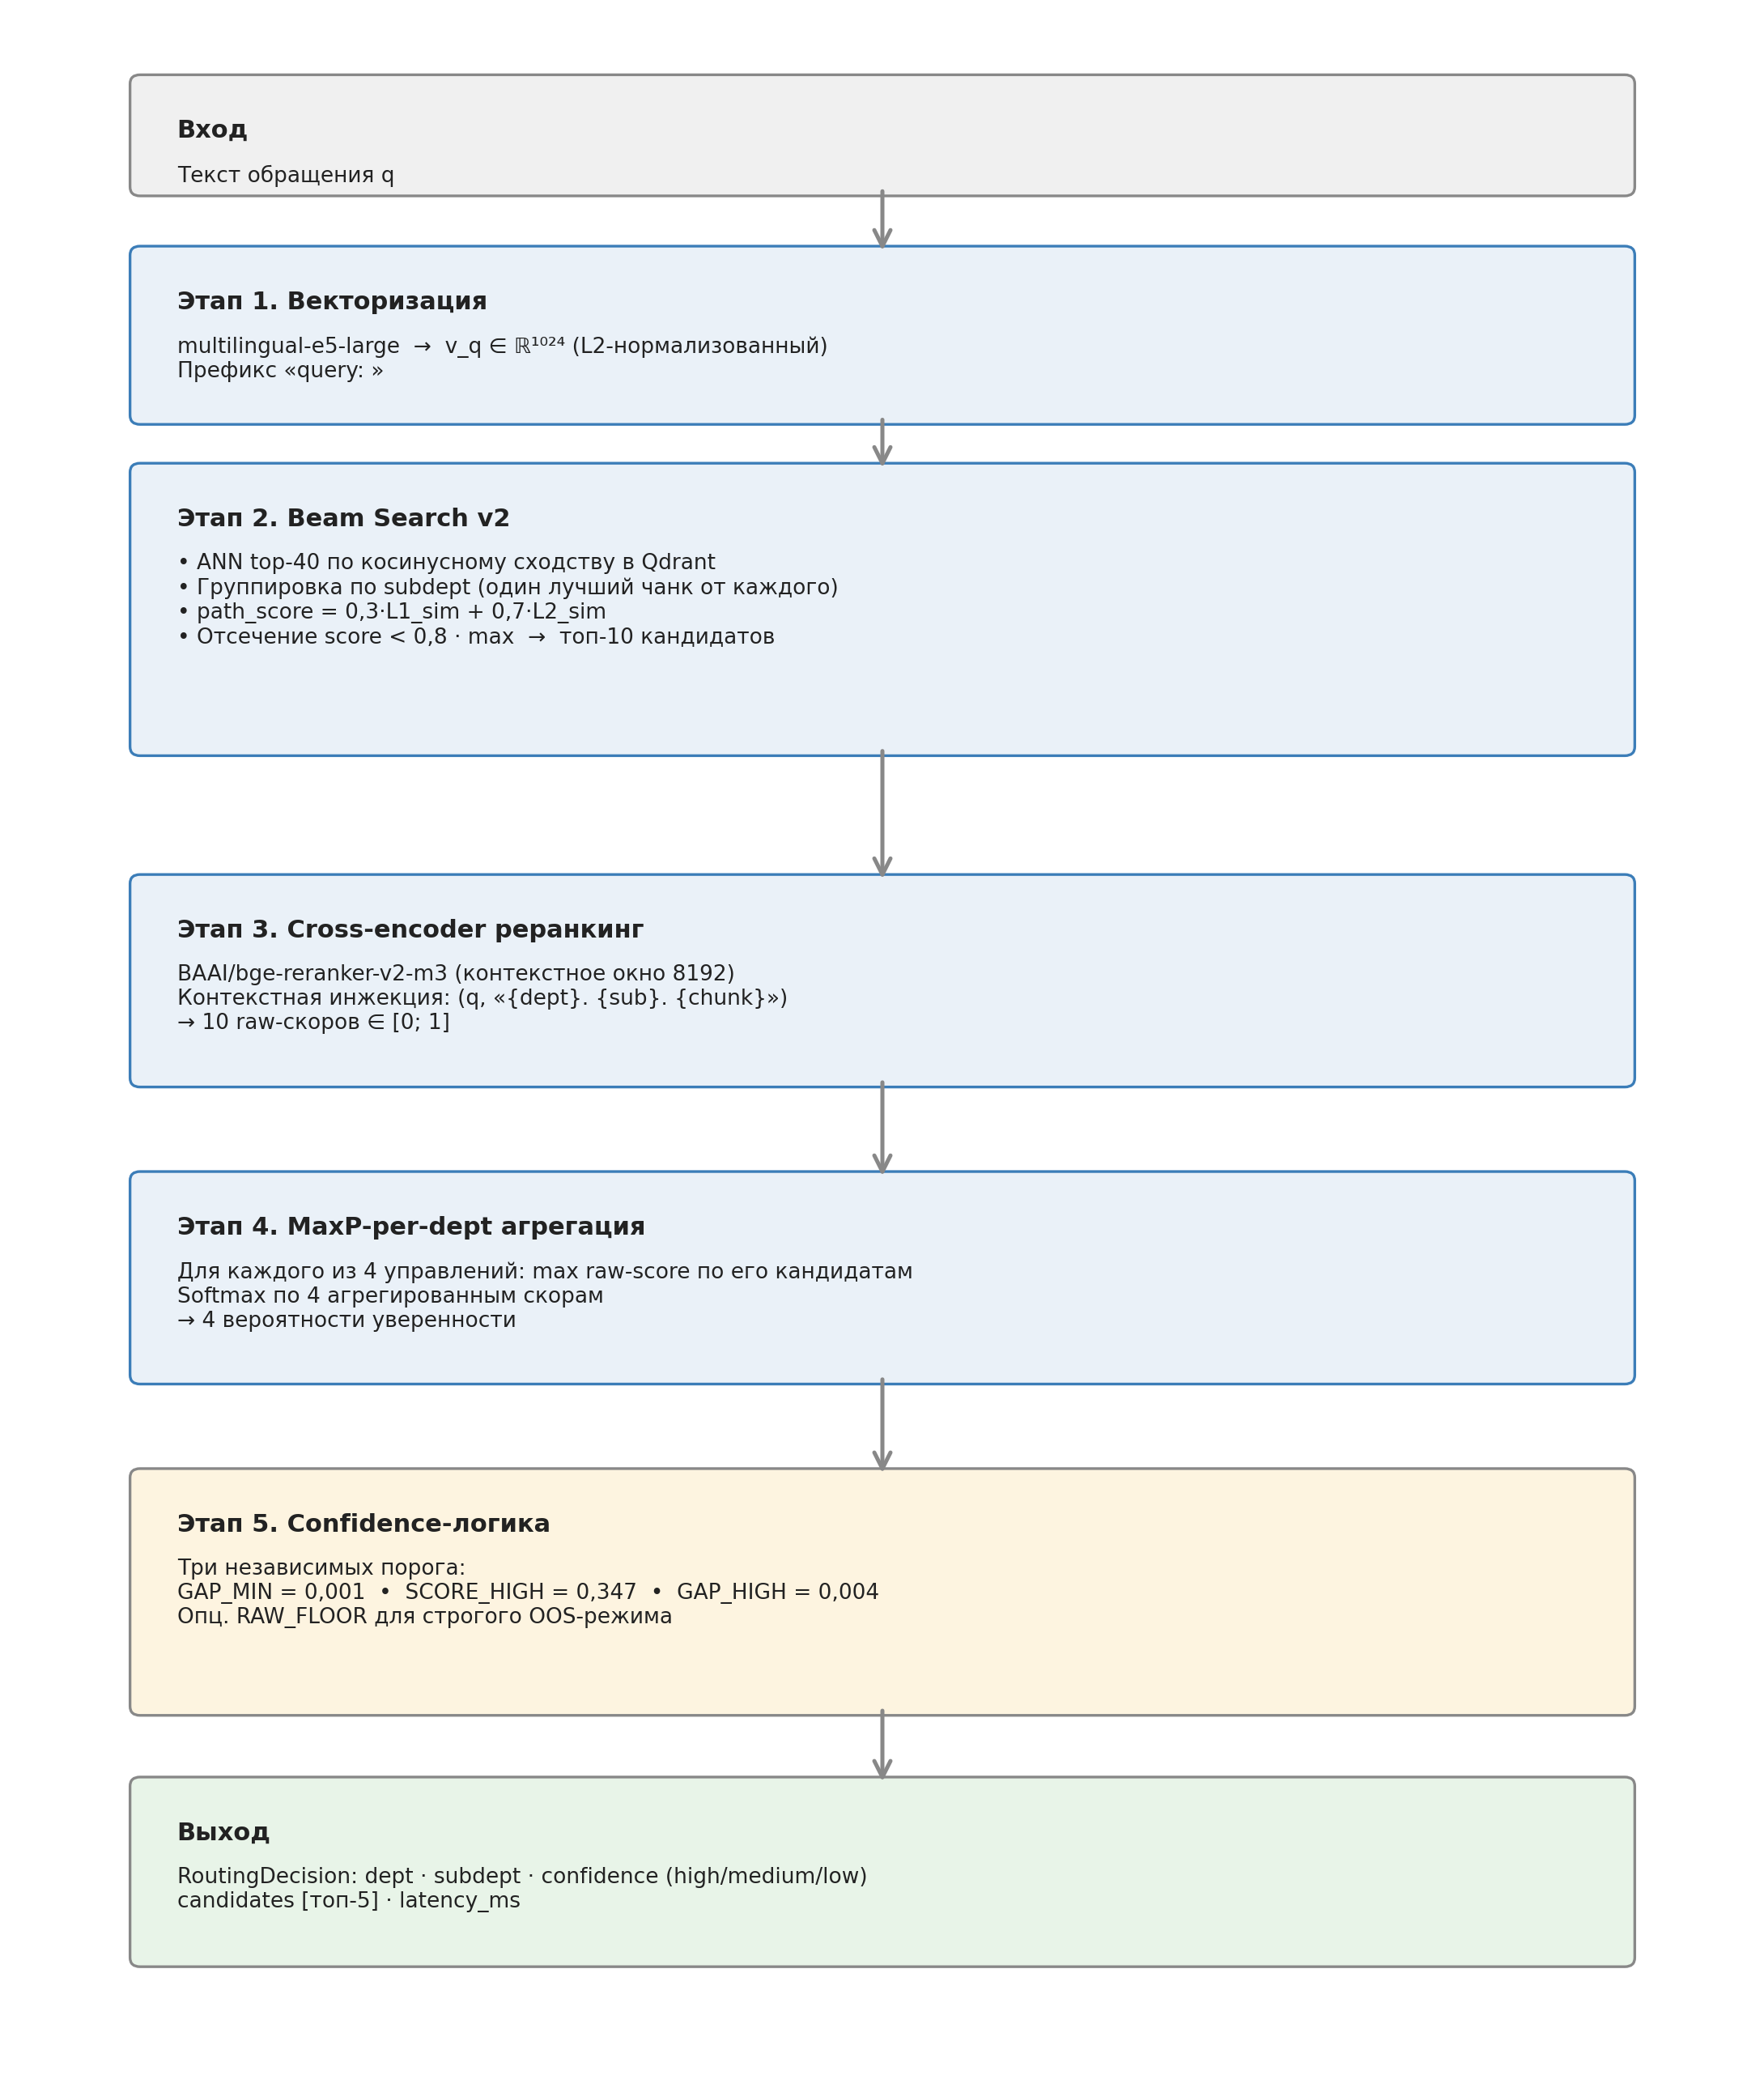 Вход
Текст обращения q
Этап 1. Векторизация
multilingual-e5-large → v_q ∈ ℝ¹⁰²⁴ (L2-нормализованный)
Префикс «query: »
Этап 2. Beam Search v2
• ANN top-40 по косинусному сходству в Qdrant
• Группировка по subdept (один лучший чанк от каждого)
• path_score = 0,3·L1_sim + 0,7·L2_sim
• Отсечение score < 0,8 · max → топ-10 кандидатов
Этап 3. Cross-encoder реранкинг
BAAI/bge-reranker-v2-m3 (контекстное окно 8192)
Контекстная инжекция: (q, «{dept}. {sub}. {chunk}»)
→ 10 raw-скоров ∈ [0; 1]
Этап 4. MaxP-per-dept агрегация
Для каждого из 4 управлений: max raw-score по его кандидатам
Softmax по 4 агрегированным скорам
→ 4 вероятности уверенности
Этап 5. Confidence-логика
Три независимых порога:
GAP_MIN = 0,001 • SCORE_HIGH = 0,347 • GAP_HIGH = 0,004
Опц. RAW_FLOOR для строгого OOS-режима
Выход
RoutingDecision: dept · subdept · confidence (high/medium/low)
candidates [топ-5] · latency_ms